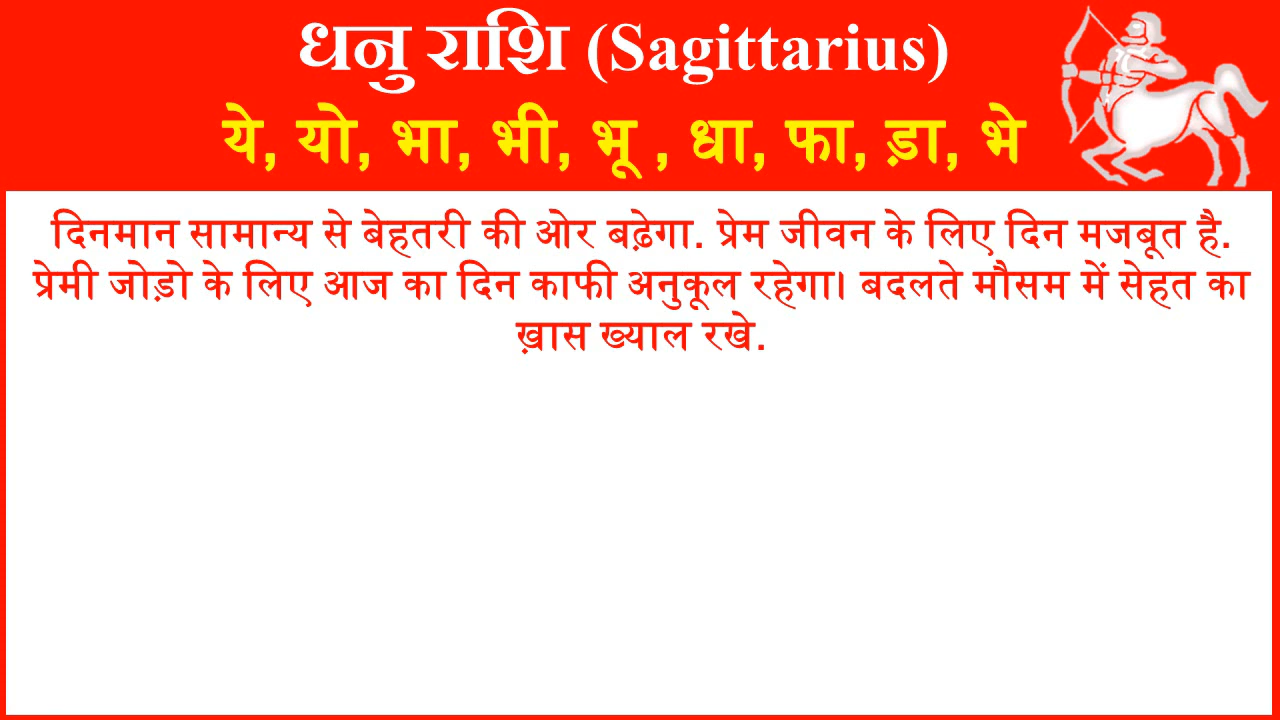 धनु राशि (Sagittarius)
ये, यो, भा, भी, भू , धा, फा, ड़ा, भे
दिनमान सामान्य से बेहतरी की ओर बढ़ेगा. प्रेम जीवन के लिए दिन मजबूत है.
प्रेमी जोड़ो के लिए आज का दिन काफी अनुकूल रहेगा। बदलते मौसम में सेहत का
ख़ास ख्याल रखे.